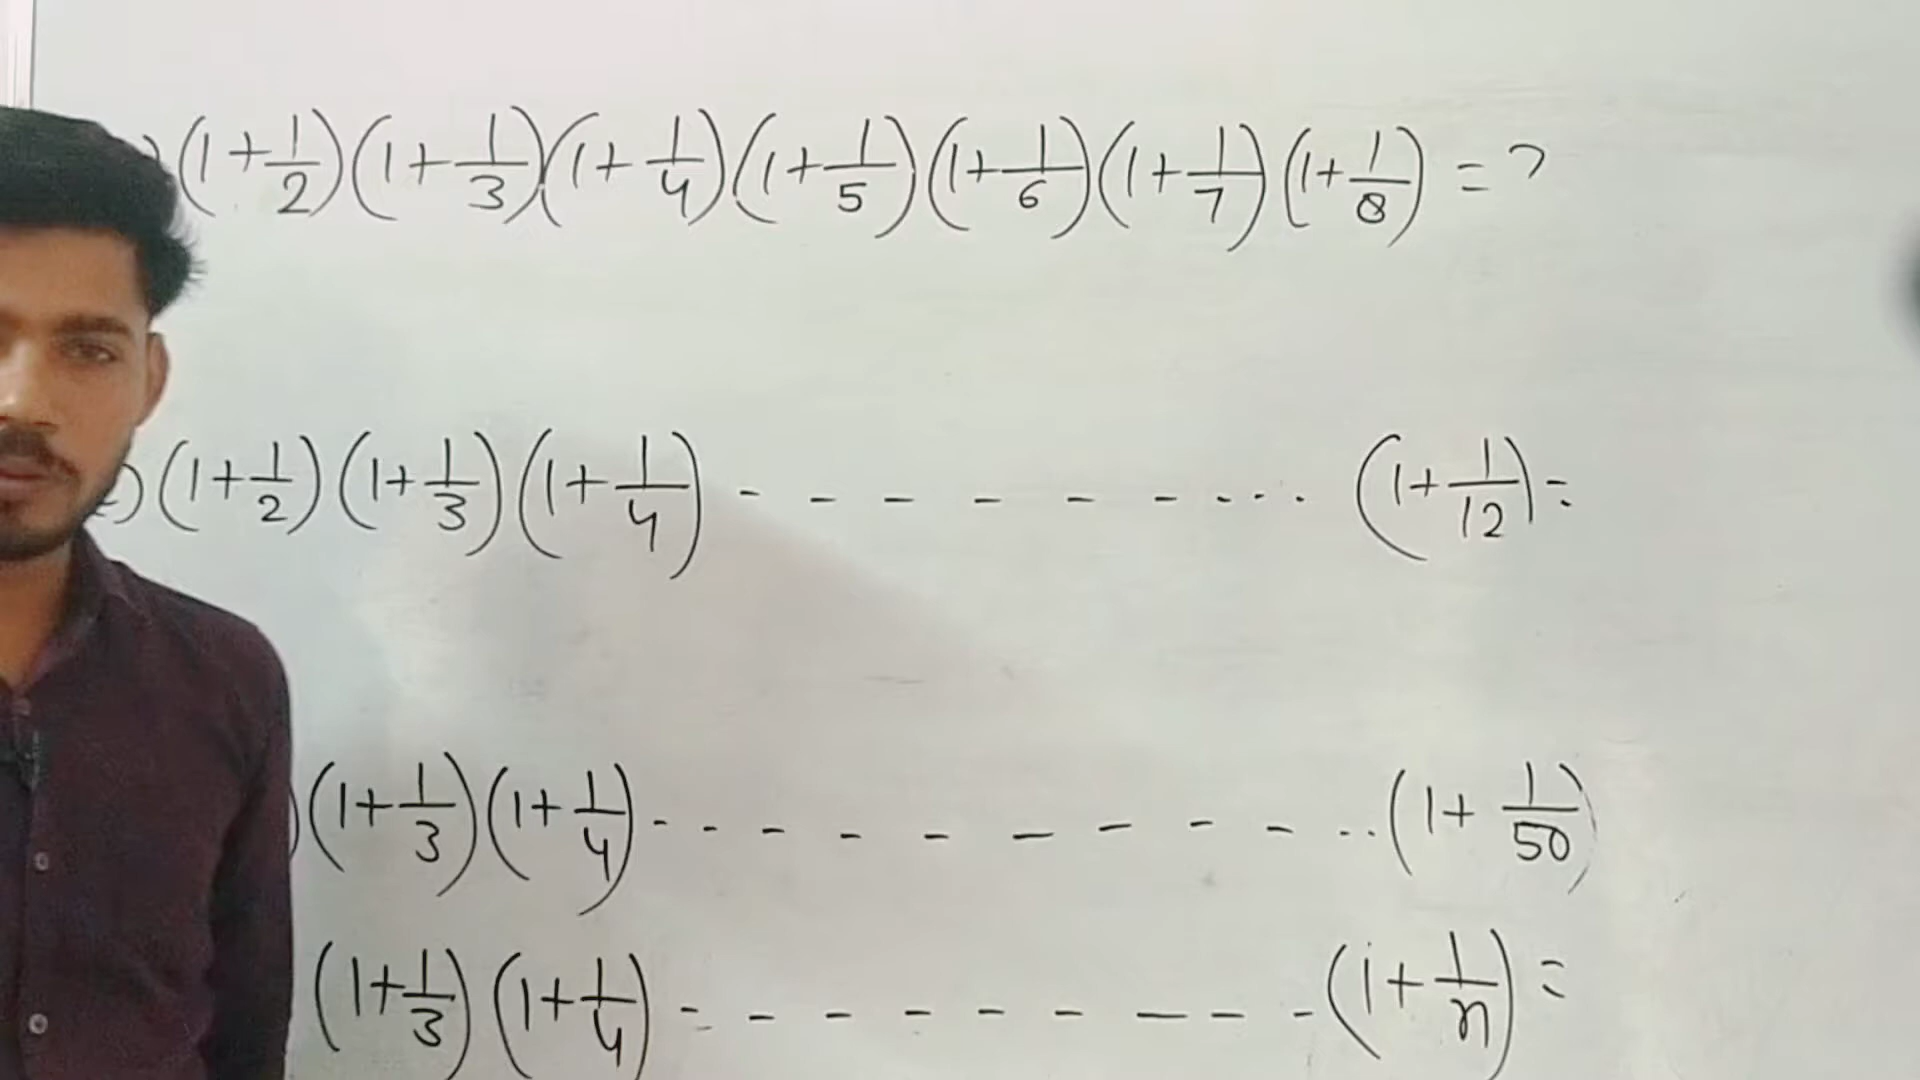 )(1+1/2)(1+1/3)(1+1/4)(1+1/5)(1+1/6)(1+1/7)(1+1/8) = ?
)(1+1/2)(1+1/3)(1+1/4) - - - - - - - · · · (1+1/12) =
)(1+1/3)(1+1/4) - - - - - - - - - - - · · (1+1/50)
(1+1/3)(1+1/4) - - - - - - - - - - (1+1/n) =